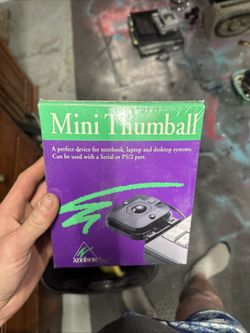 Mini Thumball
A perfect device for notebook, laptop and desktop systems.
Can be used with a Serial or PS/2 port.